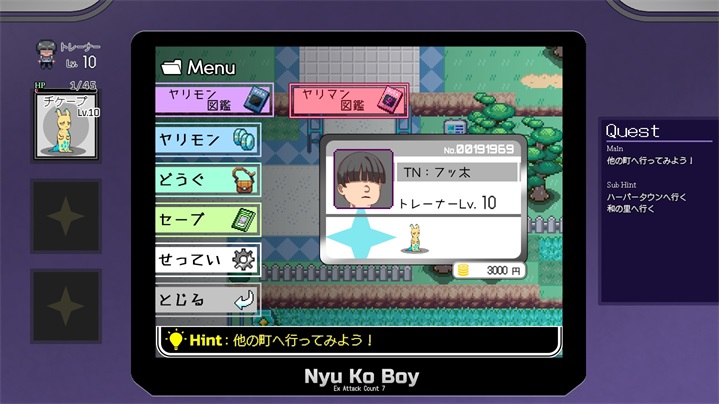 トレーナー
Lv. 10
HP 1/45
チケープ
Lv.10
Menu
ヤリモン
図鑑
ヤリマン
図鑑
ヤリモン
どうぐ
セーブ
せってい
とじる
No.00191969
TN：フッ太
トレーナーLv. 10
3000 円
Hint：他の町へ行ってみよう！
Nyu Ko Boy
Ex Attack Count 7
Quest
Main
他の町へ行ってみよう！
Sub Hint
ハーバータウンへ行く
和の里へ行く